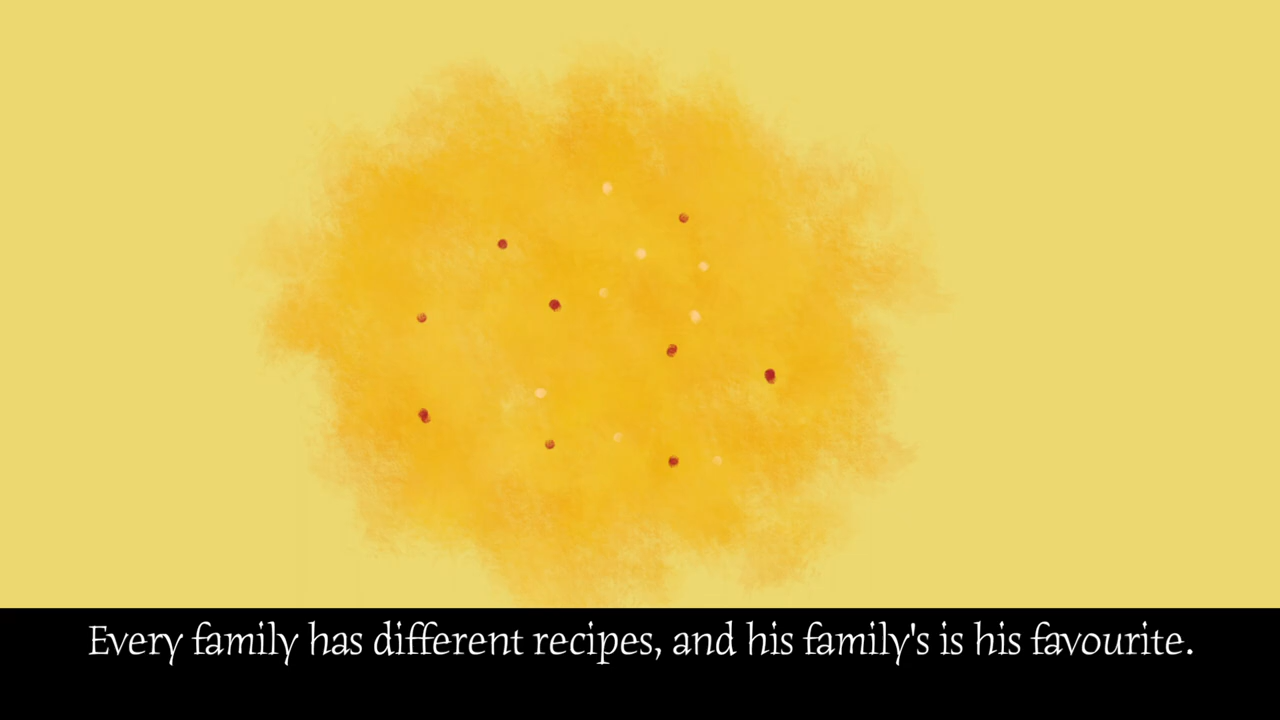 Every family has different recipes, and his family's is his favourite.